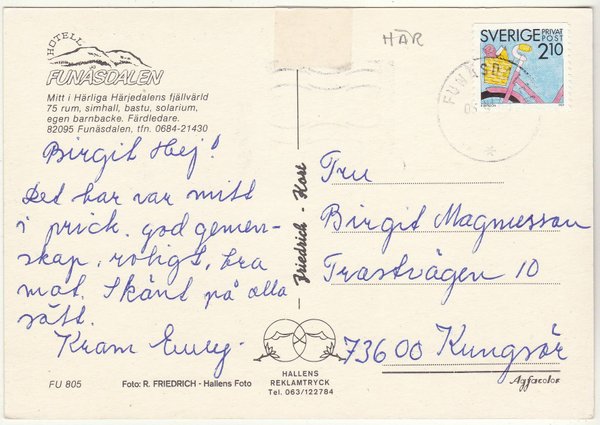 HOTELL
FUNÄSDALEN
Mitt i Härliga Härjedalens fjällvärld
75 rum, simhall, bastu, solarium,
egen barnbacke. Färdledare.
82095 Funäsdalen, tfn. 0684-21430
Birgit Hej!
Det har var mitt
i prick. god gemen-
skap, roligt, bra
mat. Skönt på alla
sätt.
Kram
FU 805
Foto: R. FRIEDRICH - Hallens Foto
Friedrich - Kort
HALLENS
REKLAMTRYCK
Tel. 063/122784
HÄR
SVERIGE PRIVAT
POST
2.10
FUNÄSD
Fru
Birgit Magnusson
Trastvägen 10
73600 Kungsör
Agfacolor